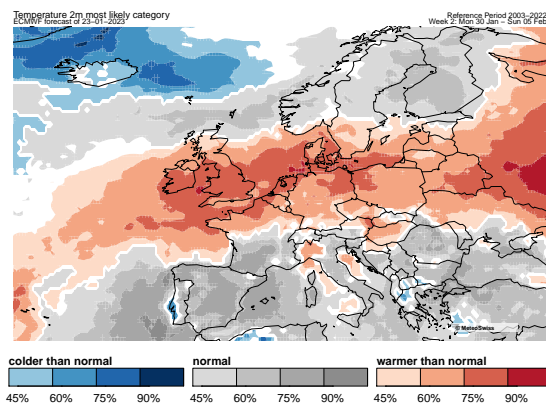 Temperature 2m most likely category
Reference Period 2003−2022
ECMWF forecast of 23−01−2023
Week 2: Mon 30 Jan − Sun 05 Feb
© MeteoSwiss
colder than normal normal warmer than normal
45% 60% 75% 90% 45% 60% 75% 90% 45% 60% 75% 90%